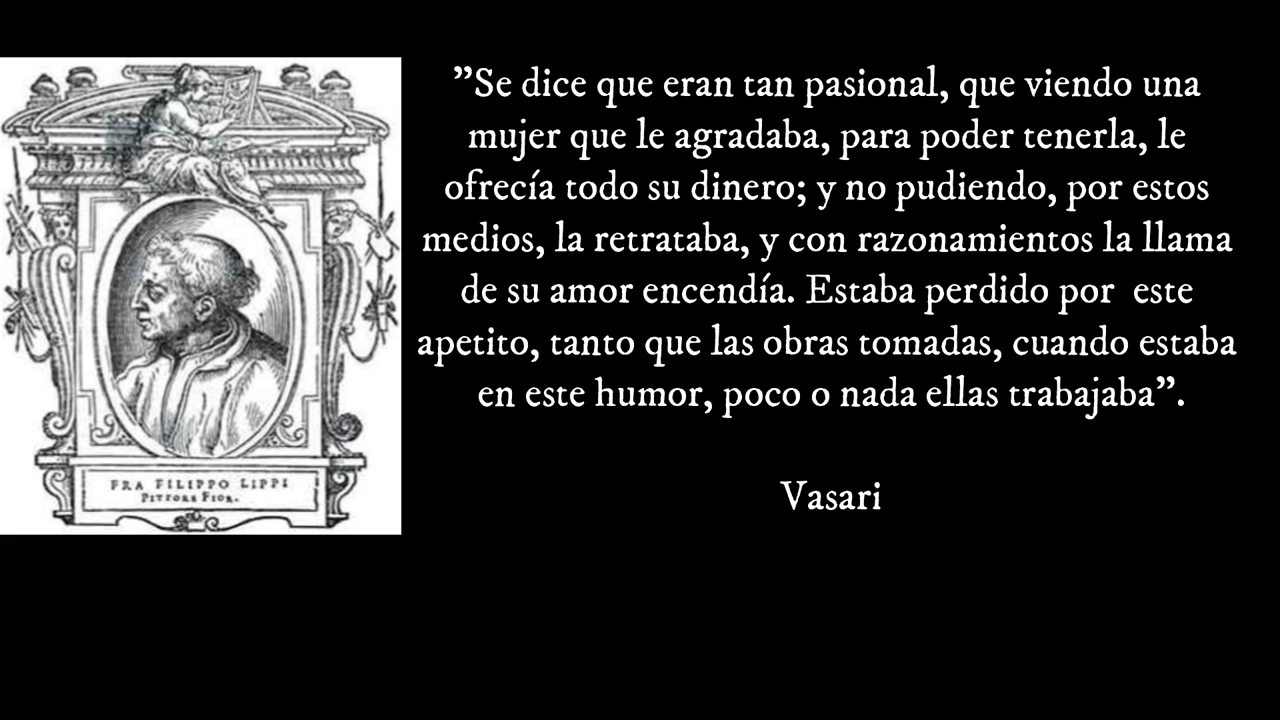 ”Se dice que eran tan pasional, que viendo una
mujer que le agradaba, para poder tenerla, le
ofrecía todo su dinero; y no pudiendo, por estos
medios, la retrataba, y con razonamientos la llama
de su amor encendía. Estaba perdido por  este
apetito, tanto que las obras tomadas, cuando estaba
en este humor, poco o nada ellas trabajaba”.
Vasari
FRA FILIPPO LIPPI
PITTORE FIOR.